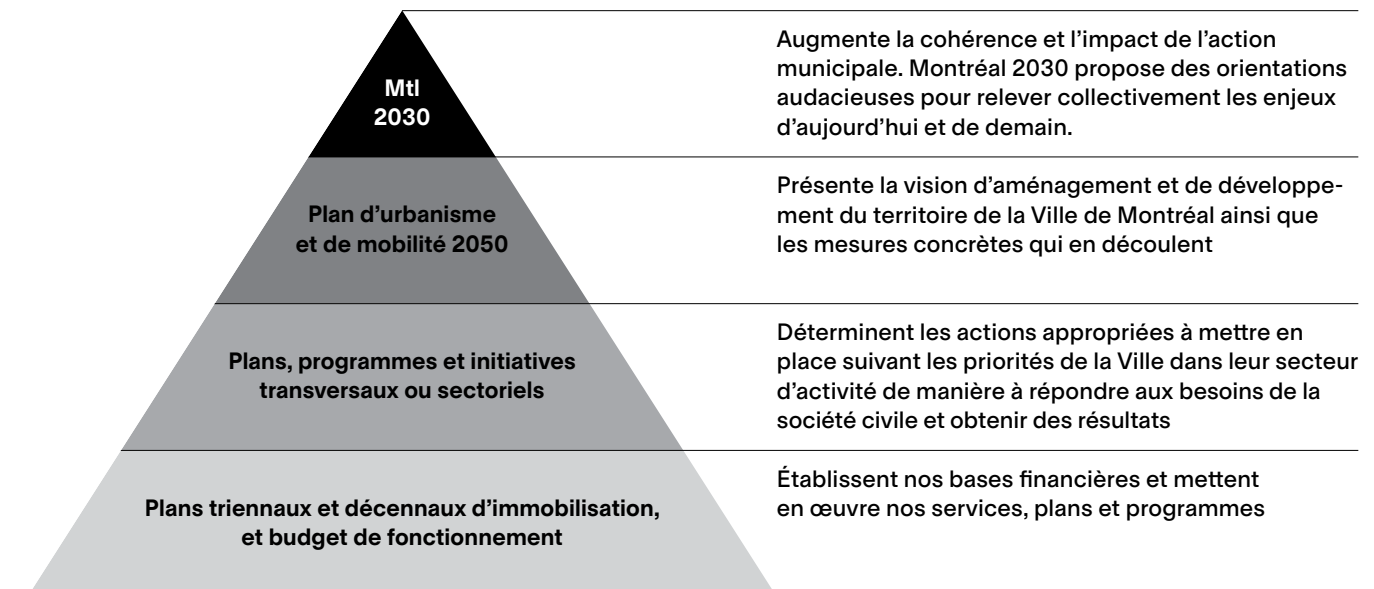 Mtl
2030
Augmente la cohérence et l’impact de l’action
municipale. Montréal 2030 propose des orientations
audacieuses pour relever collectivement les enjeux
d’aujourd’hui et de demain.
Plan d’urbanisme
et de mobilité 2050
Présente la vision d’aménagement et de développe-
ment du territoire de la Ville de Montréal ainsi que
les mesures concrètes qui en découlent
Plans, programmes et initiatives
transversaux ou sectoriels
Déterminent les actions appropriées à mettre en
place suivant les priorités de la Ville dans leur secteur
d’activité de manière à répondre aux besoins de la
société civile et obtenir des résultats
Plans triennaux et décennaux d’immobilisation,
et budget de fonctionnement
Établissent nos bases financières et mettent
en œuvre nos services, plans et programmes